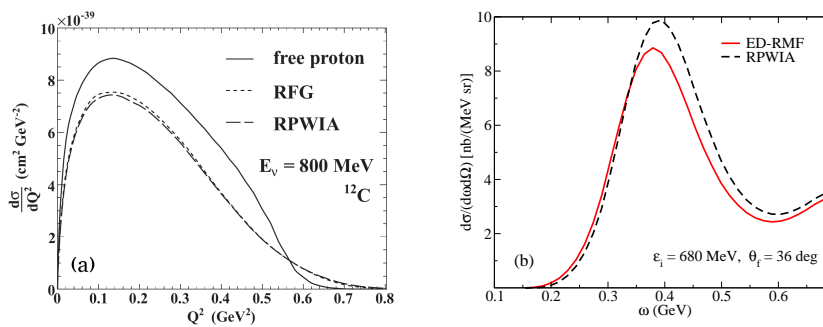 ×10⁻³⁹
10
8
6
4
2
0
dσ/dQ² (cm² GeV⁻²)
free proton
RFG
RPWIA
E_ν = 800 MeV
¹²C
(a)
0 0.1 0.2 0.3 0.4 0.5 0.6 0.7 0.8
Q² (GeV²)
10
8
6
4
2
0
dσ/(dωdΩ) [nb/(MeV sr)]
ED-RMF
RPWIA
(b)
ε_i = 680 MeV, θ_f = 36 deg
0.1 0.2 0.3 0.4 0.5 0.6
ω (GeV)